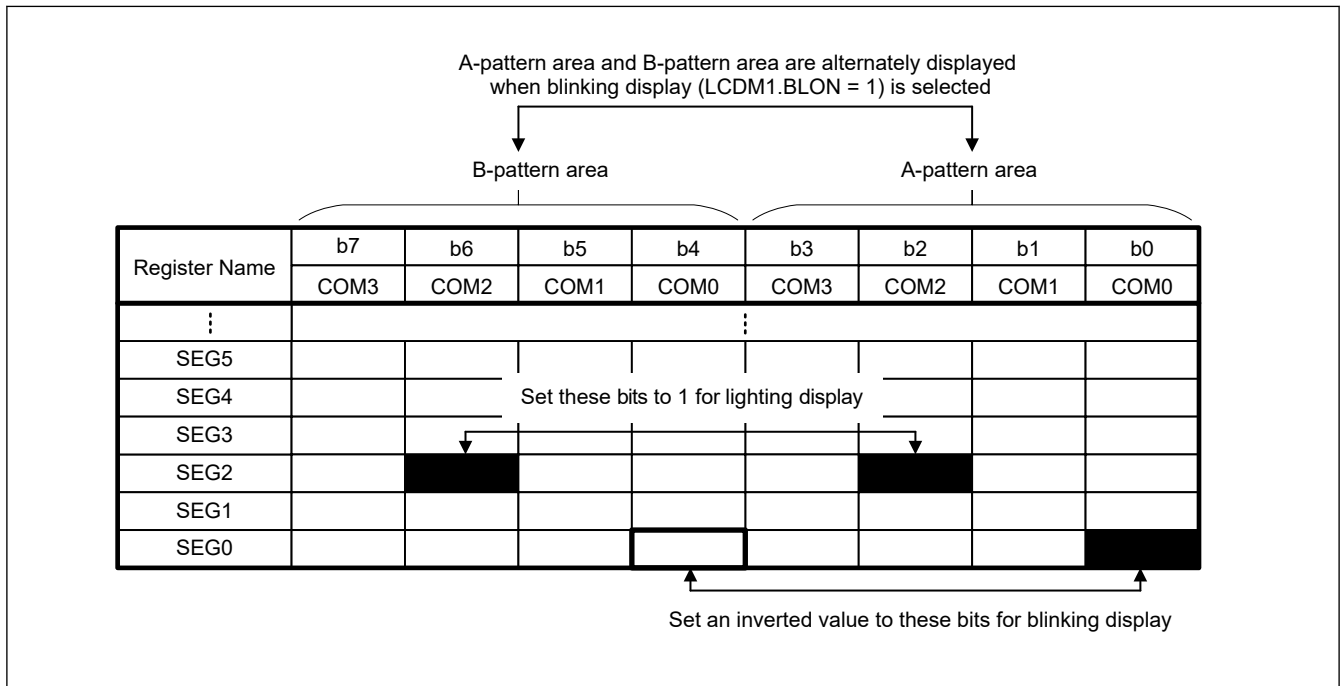 A-pattern area and B-pattern area are alternately displayed
when blinking display (LCDM1.BLON = 1) is selected
B-pattern area A-pattern area
Register Name b7 b6 b5 b4 b3 b2 b1 b0
COM3 COM2 COM1 COM0 COM3 COM2 COM1 COM0
SEG5
SEG4
Set these bits to 1 for lighting display
SEG3
SEG2
SEG1
SEG0
Set an inverted value to these bits for blinking display